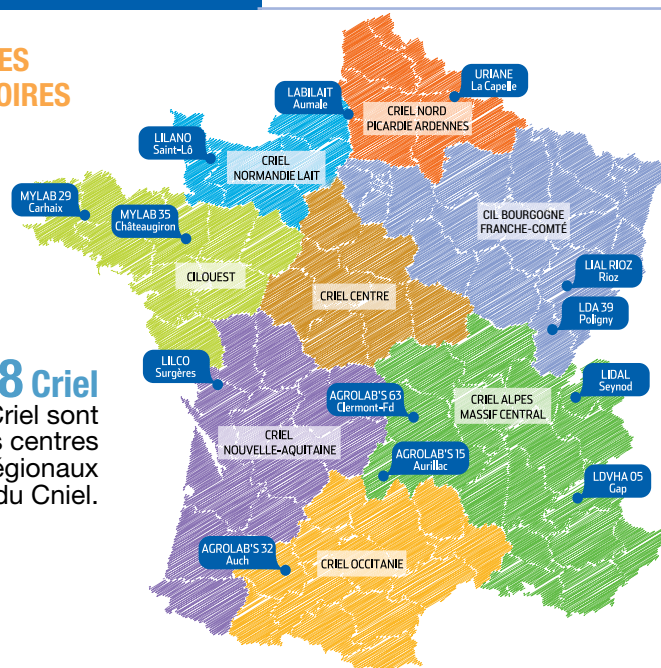 ES
OIRES
URIANE
La Capelle
LABILAIT
Aumale
CRIEL NORD
PICARDIE ARDENNES
LILANO
Saint-Lô
CRIEL
NORMANDIE LAIT
MYLAB 29
Carhaix
MYLAB 35
Châteaugiron
CIL BOURGOGNE
FRANCHE-COMTÉ
CILOUEST
CRIEL CENTRE
LIAL RIOZ
Rioz
LDA 39
Poligny
8 Criel
Criel sont
s centres
égionaux
du Cniel.
LILCO
Surgères
AGROLAB'S 63
Clermont-Fd
CRIEL ALPES
MASSIF CENTRAL
LIDAL
Seynod
CRIEL
NOUVELLE-AQUITAINE
AGROLAB'S 15
Aurillac
LDVHA 05
Gap
AGROLAB'S 32
Auch
CRIEL OCCITANIE